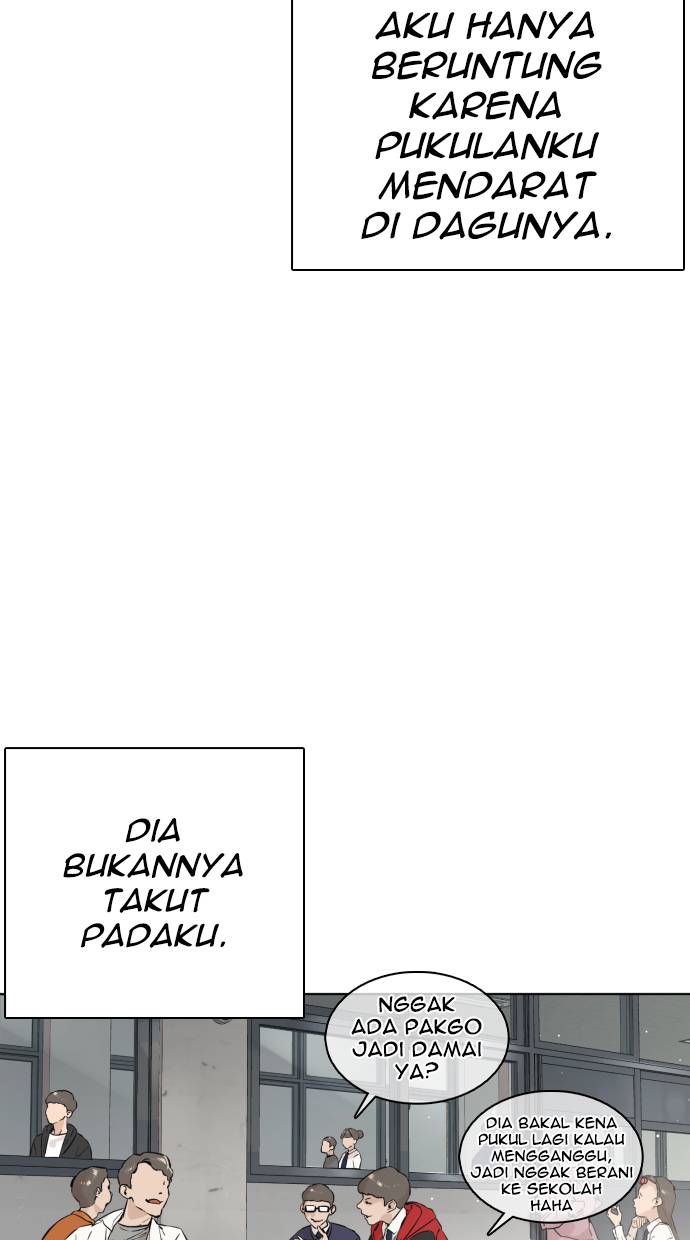 AKU HANYA
BERUNTUNG
KARENA
PUKULANKU
MENDARAT
DI DAGUNYA.
DIA
BUKANNYA
TAKUT
PADAKU.
NGGAK
ADA PAKGO
JADI DAMAI
YA?
DIA BAKAL KENA
PUKUL LAGI KALAU
MENGGANGGU,
JADI NGGAK BERANI
KE SEKOLAH
HAHA